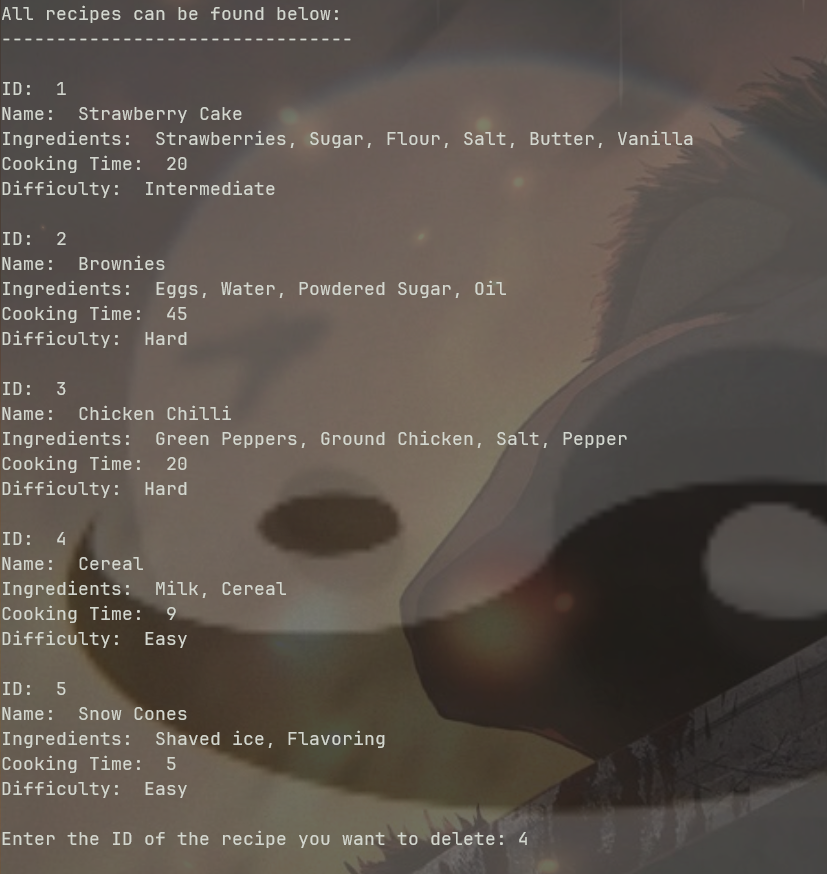 All recipes can be found below:
--------------------------------
ID:  1
Name:  Strawberry Cake
Ingredients:  Strawberries, Sugar, Flour, Salt, Butter, Vanilla
Cooking Time:  20
Difficulty:  Intermediate
ID:  2
Name:  Brownies
Ingredients:  Eggs, Water, Powdered Sugar, Oil
Cooking Time:  45
Difficulty:  Hard
ID:  3
Name:  Chicken Chilli
Ingredients:  Green Peppers, Ground Chicken, Salt, Pepper
Cooking Time:  20
Difficulty:  Hard
ID:  4
Name:  Cereal
Ingredients:  Milk, Cereal
Cooking Time:  9
Difficulty:  Easy
ID:  5
Name:  Snow Cones
Ingredients:  Shaved ice, Flavoring
Cooking Time:  5
Difficulty:  Easy
Enter the ID of the recipe you want to delete: 4